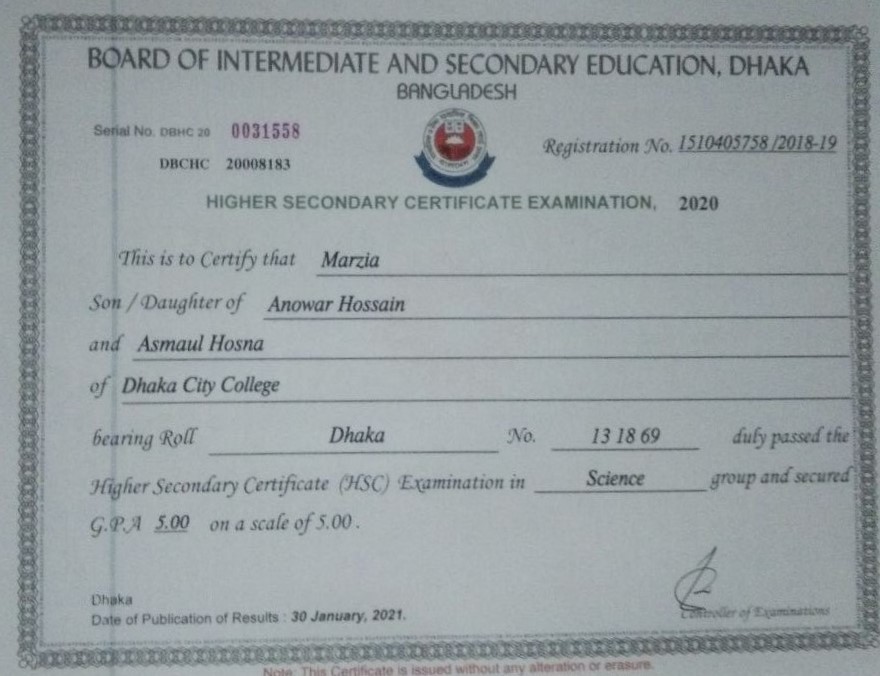 BOARD OF INTERMEDIATE AND SECONDARY EDUCATION, DHAKA
BANGLADESH
Serial No. DBHC 20 0031558
Registration No. 1510405758 /2018-19
DBCHC 20008183
HIGHER SECONDARY CERTIFICATE EXAMINATION, 2020
This is to Certify that Marzia
Son / Daughter of Anowar Hossain
and Asmaul Hosna
of Dhaka City College
bearing Roll Dhaka No. 13 18 69 duly passed the
Higher Secondary Certificate (HSC) Examination in Science group and secured
G.P.A 5.00 on a scale of 5.00 .
Dhaka
Date of Publication of Results : 30 January, 2021.
Controller of Examinations
Note: This Certificate is issued without any alteration or erasure.